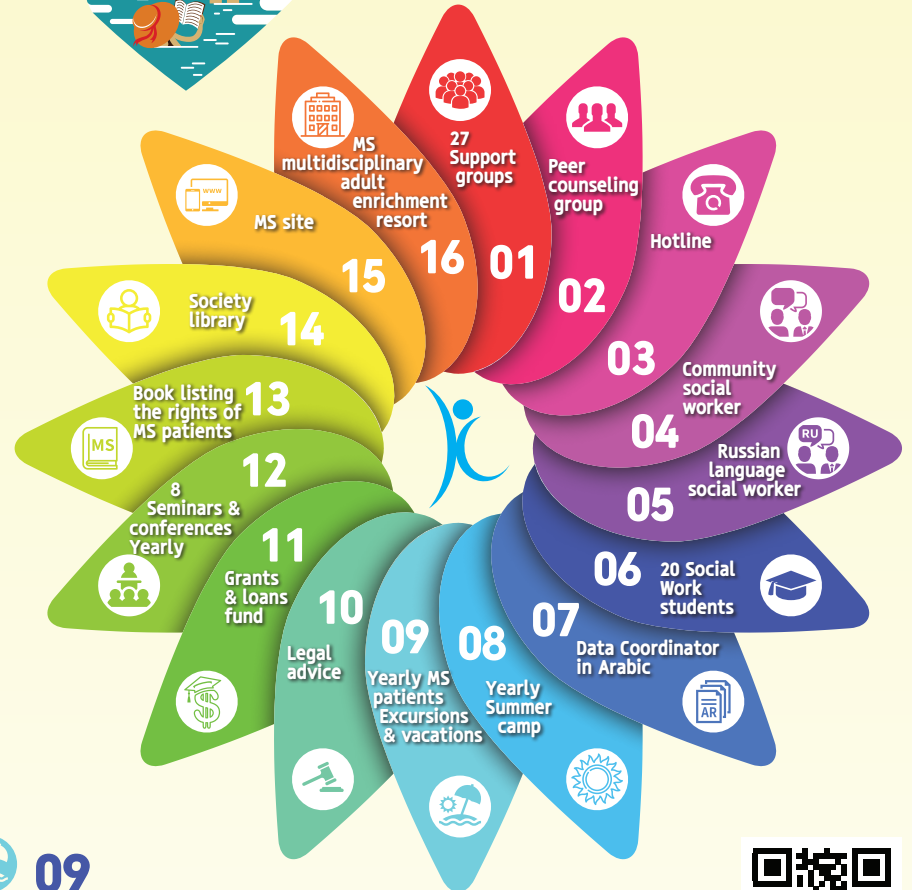 27
Support
groups
01
Peer
counseling
group
02
Hotline
03
Community
social
worker
04
RU
Russian
language
social worker
05
20 Social
Work
students
06
Data Coordinator
in Arabic
07
AR
Yearly
Summer
camp
08
Yearly MS
patients
Excursions
& vacations
09
Legal
advice
10
Grants
& loans
fund
11
8
Seminars &
conferences
Yearly
12
Book listing
the rights of
MS patients
13
MS
Society
library
14
MS site
www
15
MS
multidisciplinary
adult
enrichment
resort
16
09